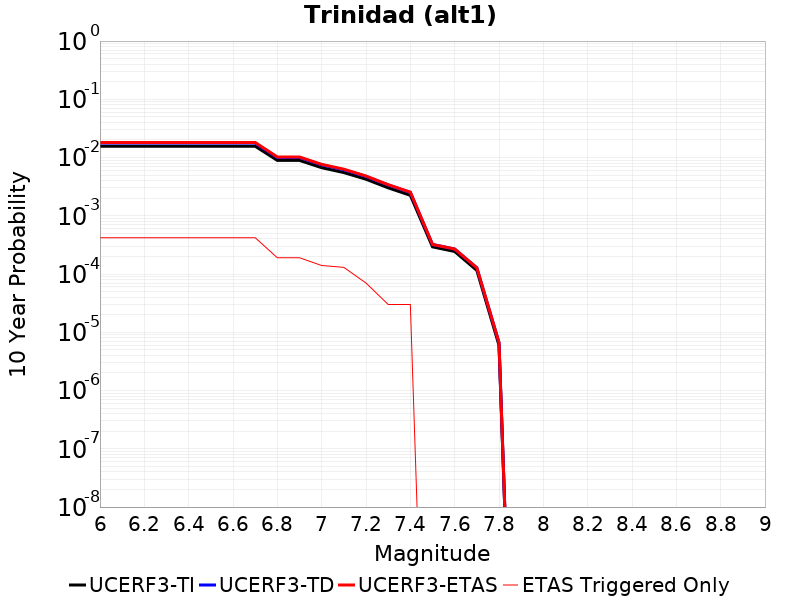 Trinidad (alt1)
10 Year Probability
10^0
10^-1
10^-2
10^-3
10^-4
10^-5
10^-6
10^-7
10^-8
6 6.2 6.4 6.6 6.8 7 7.2 7.4 7.6 7.8 8 8.2 8.4 8.6 8.8 9
Magnitude
UCERF3-TI UCERF3-TD UCERF3-ETAS ETAS Triggered Only